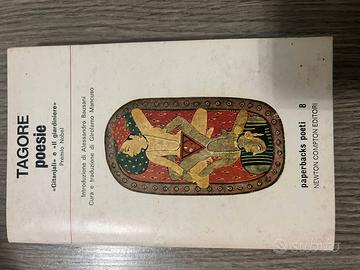 TAGORE
poesie
«Gitanjali» e «Il giardiniere»
Premio Nobel
Introduzione di Alessandro Bausani
Cura e traduzione di Girolamo Mancuso
paperbacks poeti 8
NEWTON COMPTON EDITORI
subito